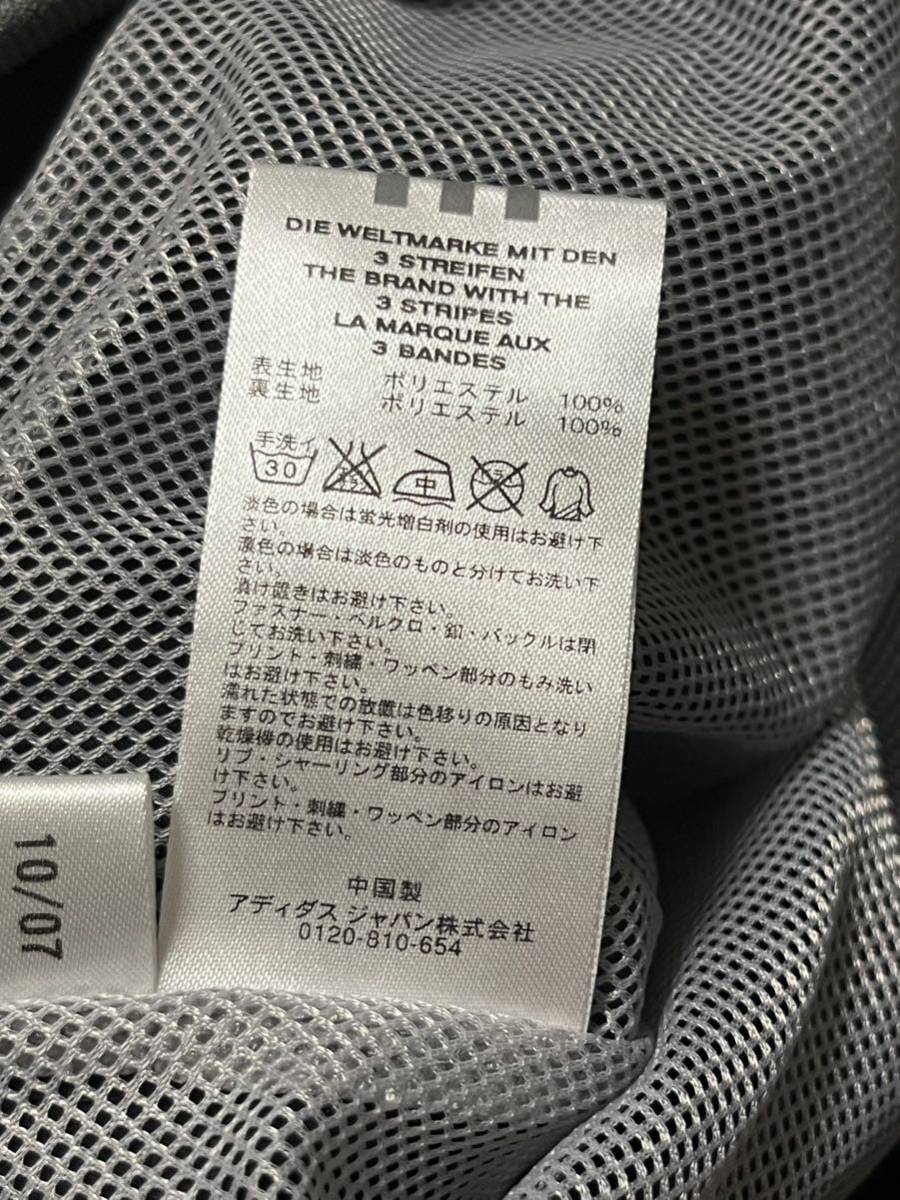 DIE WELTMARKE MIT DEN
3 STREIFEN
THE BRAND WITH THE
3 STRIPES
LA MARQUE AUX
3 BANDES
表生地 ポリエステル 100%
裏生地 ポリエステル 100%
手洗イ
30
中
淡色の場合は蛍光増白剤の使用はお避け下
さい。
濃色の場合は淡色のものと分けてお洗い下
さい。
漬け置きはお避け下さい。
ファスナー・ベルクロ・釦・バックルは閉
じてお洗い下さい。
プリント・刺繍・ワッペン部分のもみ洗い
はお避け下さい。
濡れた状態での放置は色移りの原因となり
ますのでお避け下さい。
乾燥機の使用はお避け下さい。
リブ・シャーリング部分のアイロンはお避
け下さい。
プリント・刺繍・ワッペン部分のアイロン
はお避け下さい。
中国製
アディダス ジャパン株式会社
0120-810-654
10/07